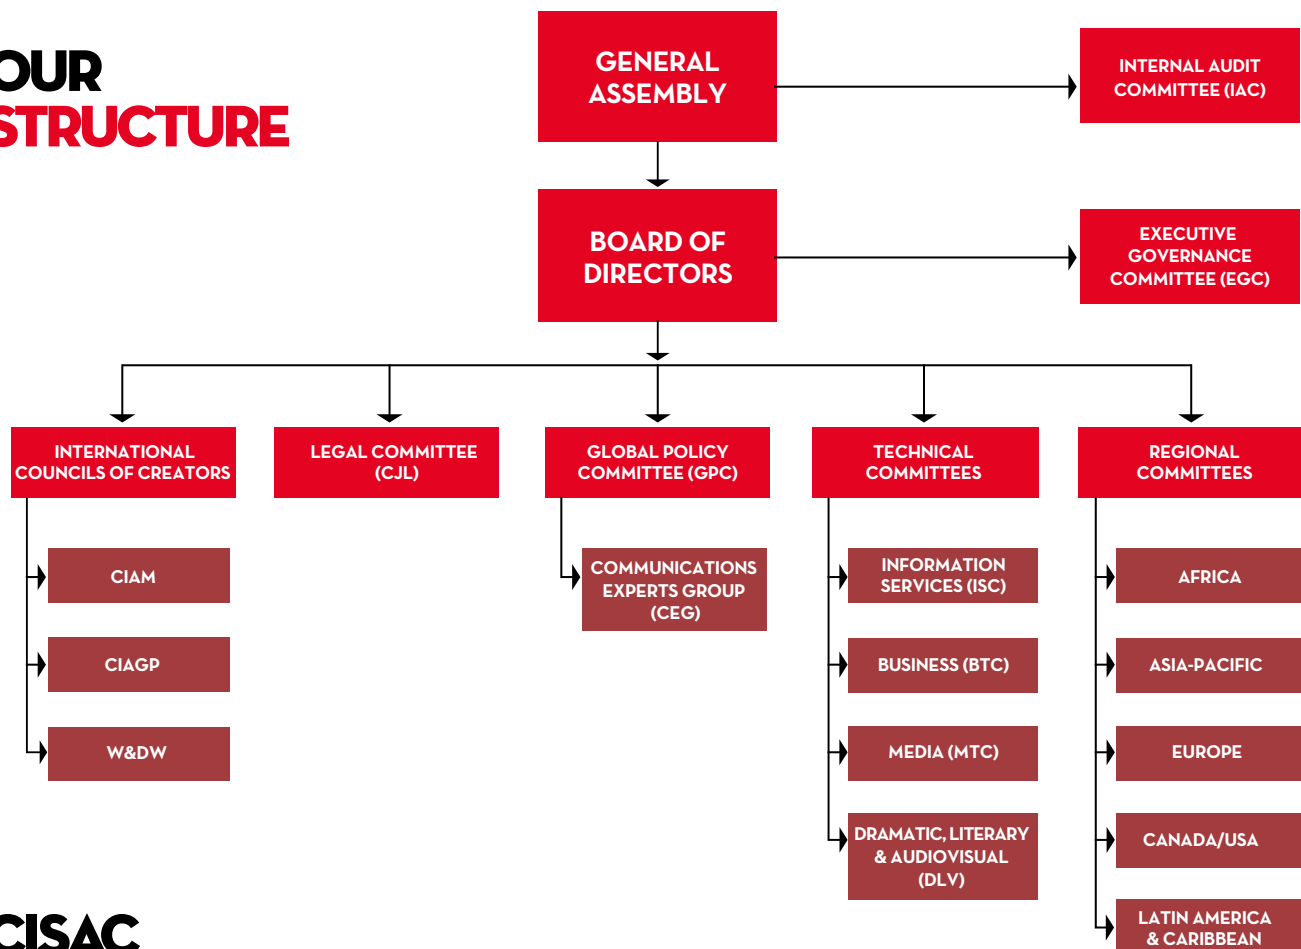 OUR
STRUCTURE
GENERAL
ASSEMBLY
INTERNAL AUDIT
COMMITTEE (IAC)
BOARD OF
DIRECTORS
EXECUTIVE
GOVERNANCE
COMMITTEE (EGC)
INTERNATIONAL
COUNCILS OF CREATORS
LEGAL COMMITTEE
(CJL)
GLOBAL POLICY
COMMITTEE (GPC)
TECHNICAL
COMMITTEES
REGIONAL
COMMITTEES
CIAM
CIAGP
W&DW
COMMUNICATIONS
EXPERTS GROUP
(CEG)
INFORMATION
SERVICES (ISC)
BUSINESS (BTC)
MEDIA (MTC)
DRAMATIC, LITERARY
& AUDIOVISUAL
(DLV)
AFRICA
ASIA-PACIFIC
EUROPE
CANADA/USA
LATIN AMERICA
& CARIBBEAN
CISAC